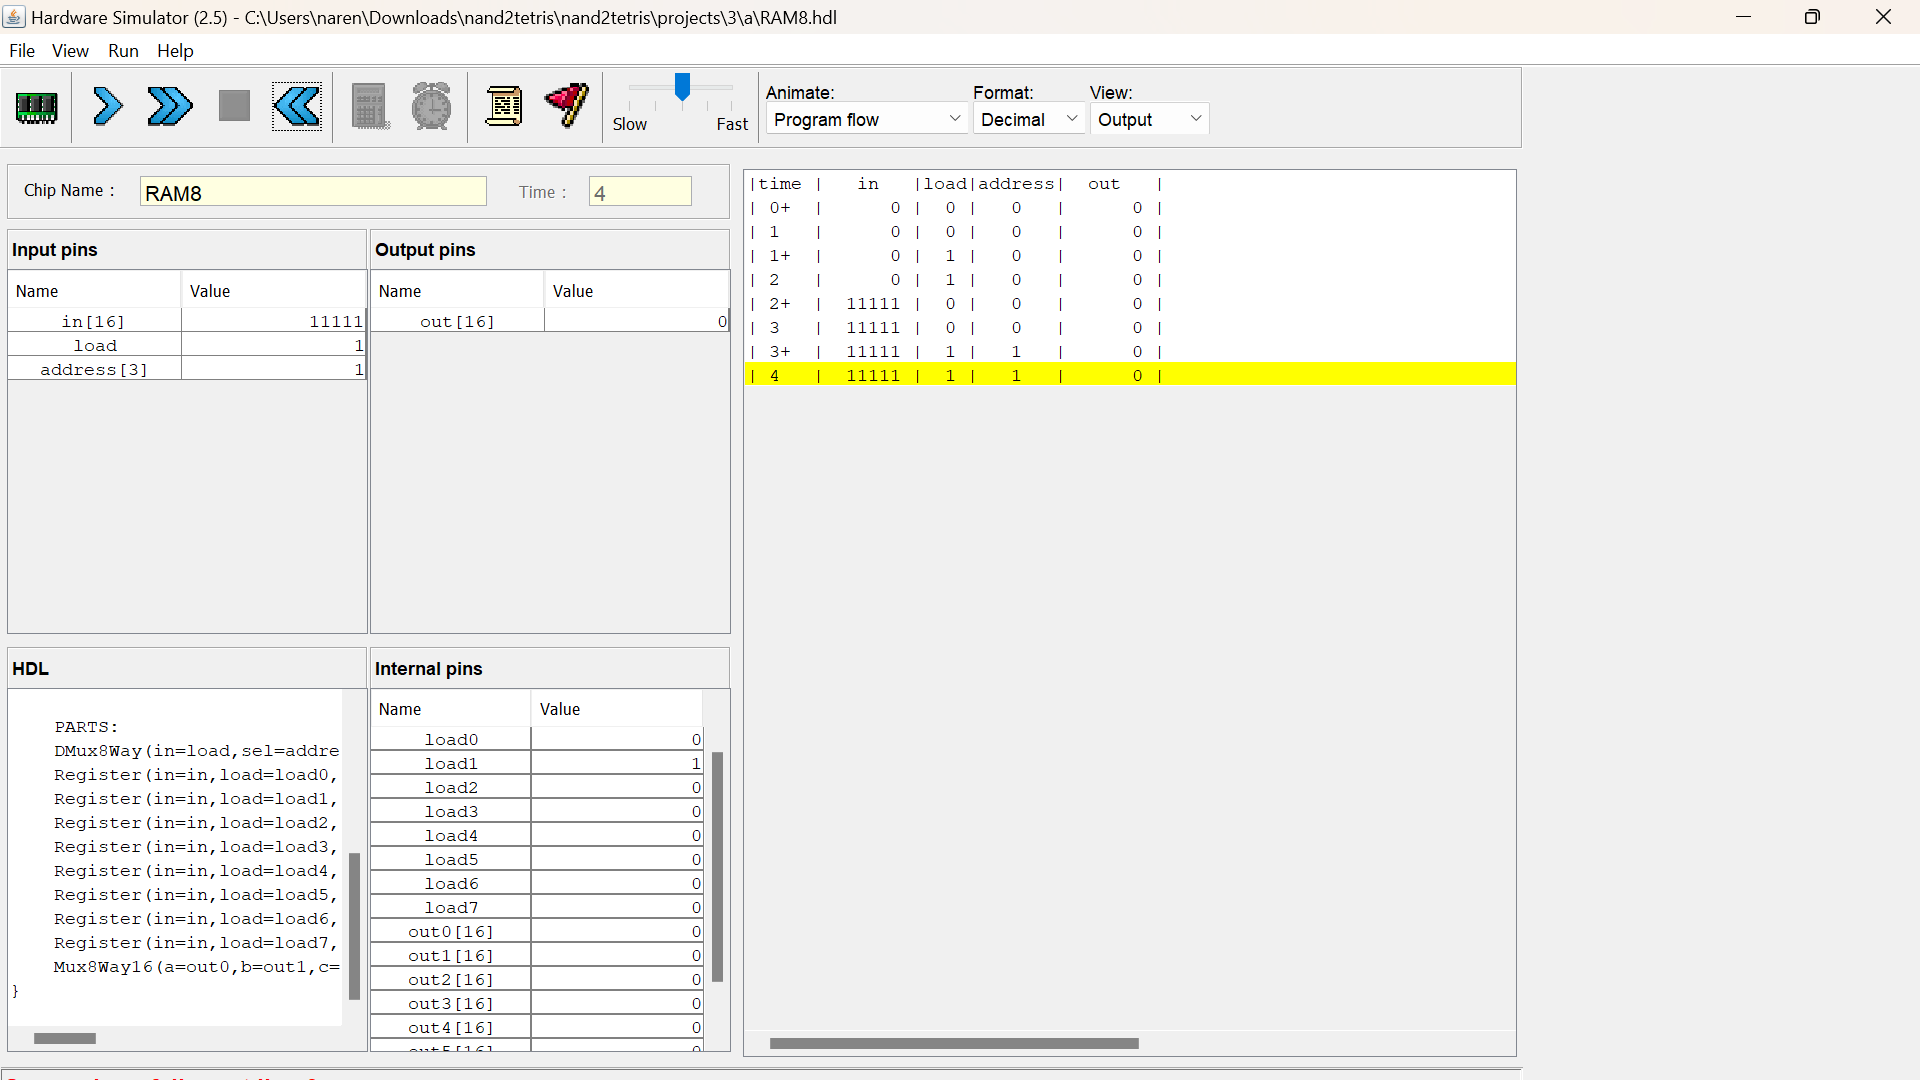 Hardware Simulator (2.5) - C:\Users\naren\Downloads\nand2tetris\nand2tetris\projects\3\a\RAM8.hdl
File View Run Help
Slow Fast
Animate: Format: View:
Program flow Decimal Output
Chip Name : RAM8 Time : 4
Input pins
Name Value
in[16] 11111
load 1
address[3] 1
Output pins
Name Value
out[16] 0
HDL
PARTS:
DMux8Way(in=load,sel=addre
Register(in=in,load=load0,
Register(in=in,load=load1,
Register(in=in,load=load2,
Register(in=in,load=load3,
Register(in=in,load=load4,
Register(in=in,load=load5,
Register(in=in,load=load6,
Register(in=in,load=load7,
Mux8Way16(a=out0,b=out1,c=
}
Internal pins
Name Value
load0 0
load1 1
load2 0
load3 0
load4 0
load5 0
load6 0
load7 0
out0[16] 0
out1[16] 0
out2[16] 0
out3[16] 0
out4[16] 0
|time | in |load|address| out |
| 0+ | 0 | 0 | 0 | 0 |
| 1 | 0 | 0 | 0 | 0 |
| 1+ | 0 | 1 | 0 | 0 |
| 2 | 0 | 1 | 0 | 0 |
| 2+ | 11111 | 0 | 0 | 0 |
| 3 | 11111 | 0 | 0 | 0 |
| 3+ | 11111 | 1 | 1 | 0 |
| 4 | 11111 | 1 | 1 | 0 |